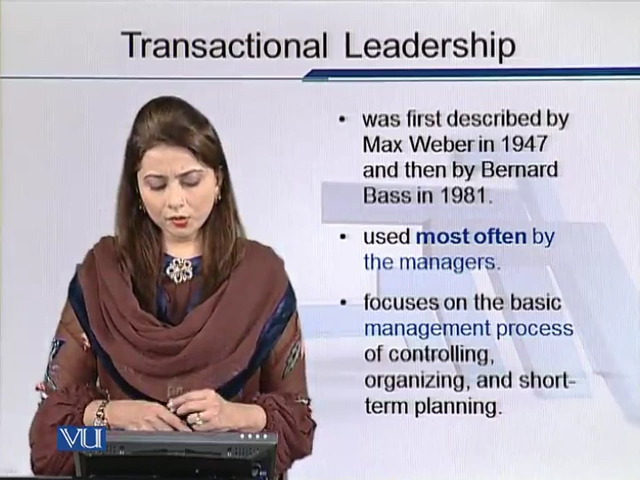 Transactional Leadership
• was first described by
Max Weber in 1947
and then by Bernard
Bass in 1981.
• used most often by
the managers.
• focuses on the basic
management process
of controlling,
organizing, and short-
term planning.
VU